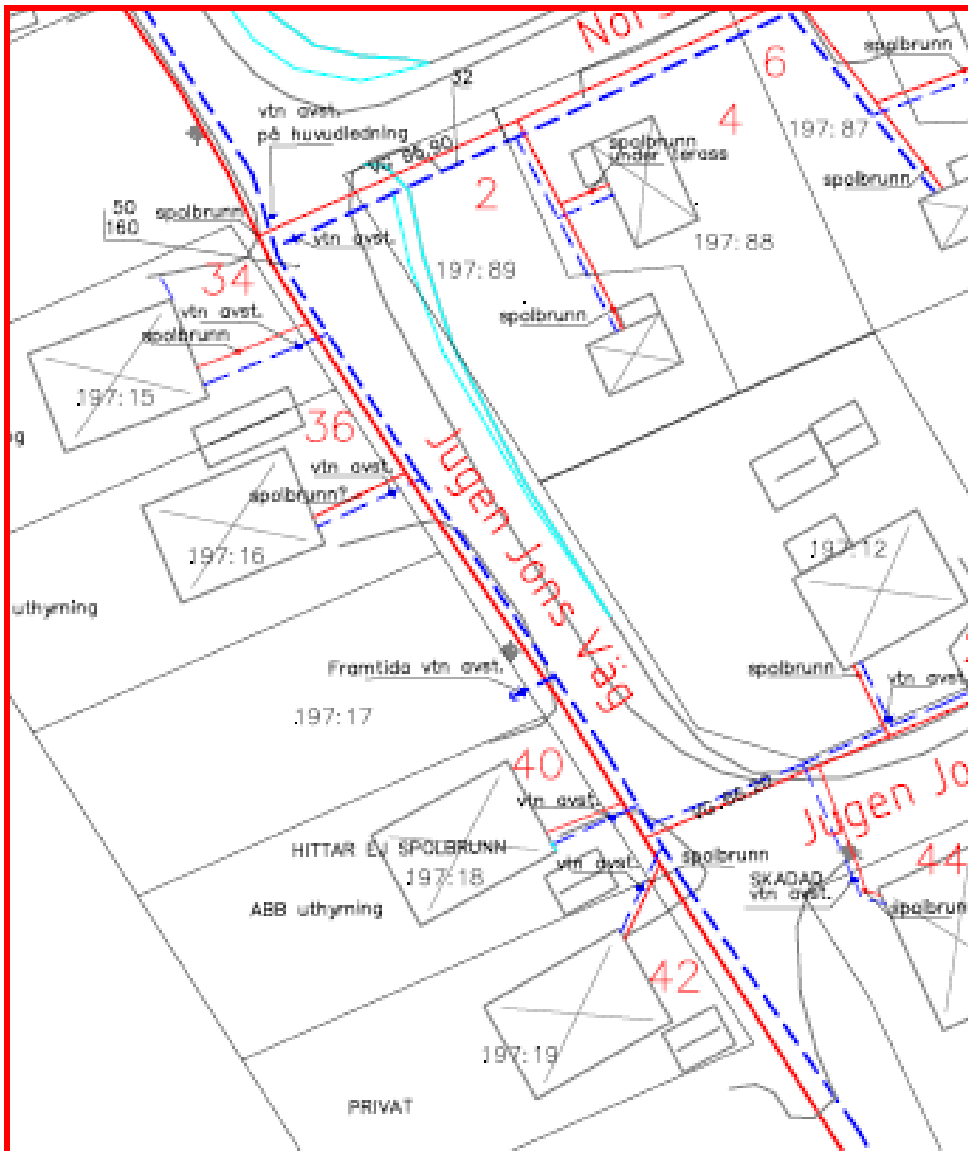 spolbrunn
6
32
vtn avst.
på huvudledning
4
197:87
spolbrunn
under terass
spolbrunn
2
50
160
spolbrunn
vtn avst.
197:88
197:89
34
vtn avst.
spolbrunn
spolbrunn
197:15
36
vtn avst.
spolbrunn?
Jugen Jons Väg
197:16
197:12
uthyrning
Framtida vtn avst.
spolbrunn
vtn avst.
197:17
40
vtn avst.
HITTAR EJ SPOLBRUNN
vtn avst.
spolbrunn
197:18
Jugen Jo
44
SKADAD
vtn avst.
spolbrunn
ABB uthyrning
42
197:19
PRIVAT